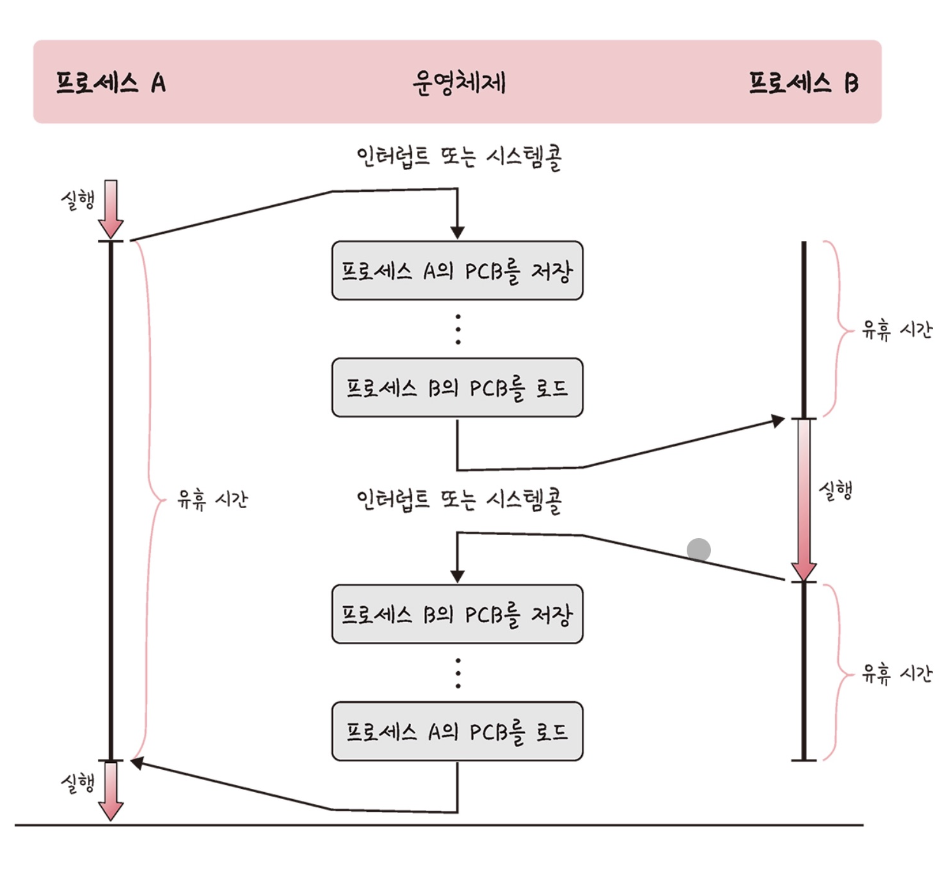 프로세스 A
운영체제
프로세스 B
인터럽트 또는 시스템콜
실행
프로세스 A의 PCB를 저장
유휴 시간
프로세스 B의 PCB를 로드
실행
유휴 시간
인터럽트 또는 시스템콜
프로세스 B의 PCB를 저장
유휴 시간
프로세스 A의 PCB를 로드
실행